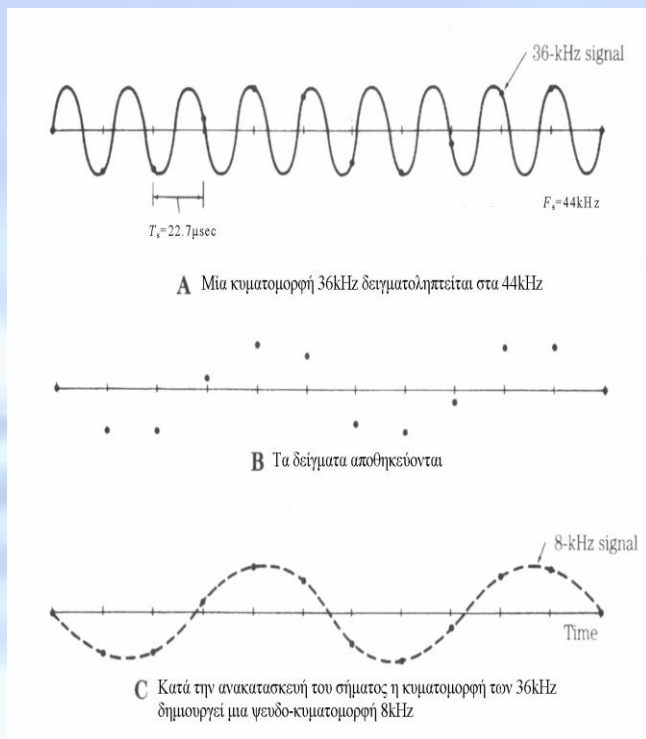 36-kHz signal
Tₛ=22.7μsec
Fₛ=44kHz
A Μία κυματομορφή 36kHz δειγματοληπτείται στα 44kHz
B Τα δείγματα αποθηκεύονται
8-kHz signal
Time
C Κατά την ανακατασκευή του σήματος η κυματομορφή των 36kHz
δημιουργεί μια ψευδο-κυματομορφή 8kHz